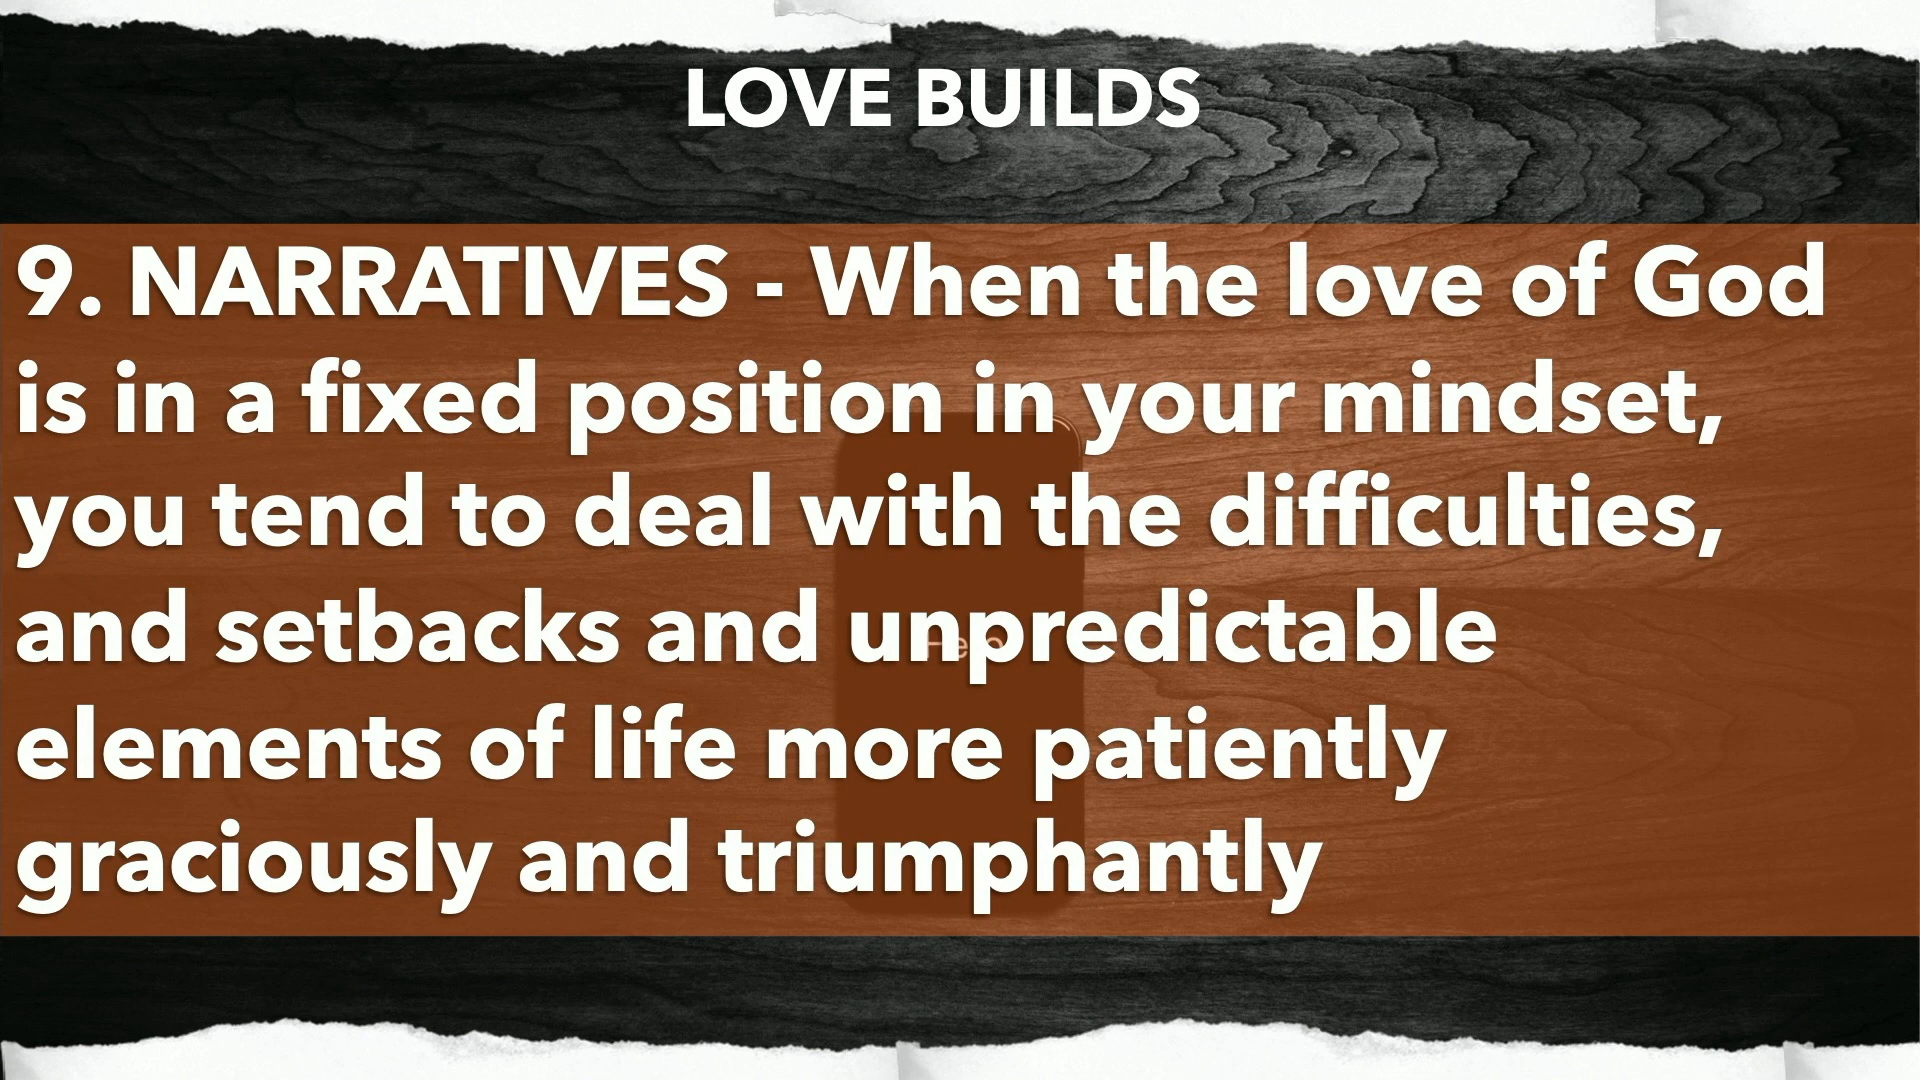 LOVE BUILDS
9. NARRATIVES - When the love of God
is in a fixed position in your mindset,
you tend to deal with the difficulties,
and setbacks and unpredictable
elements of life more patiently
graciously and triumphantly